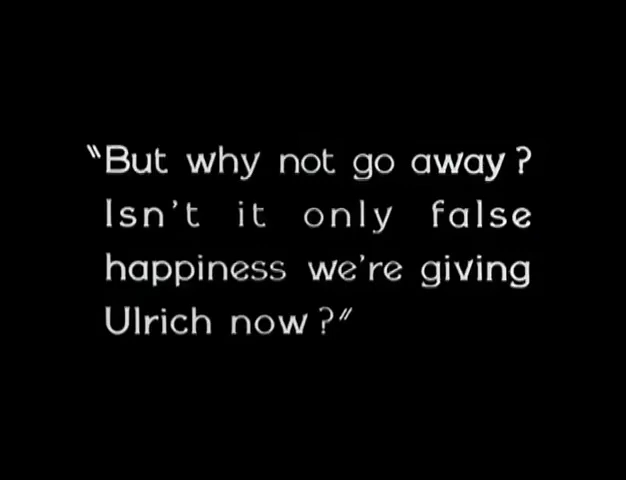 "But why not go away?
Isn't it only false
happiness we're giving
Ulrich now?"